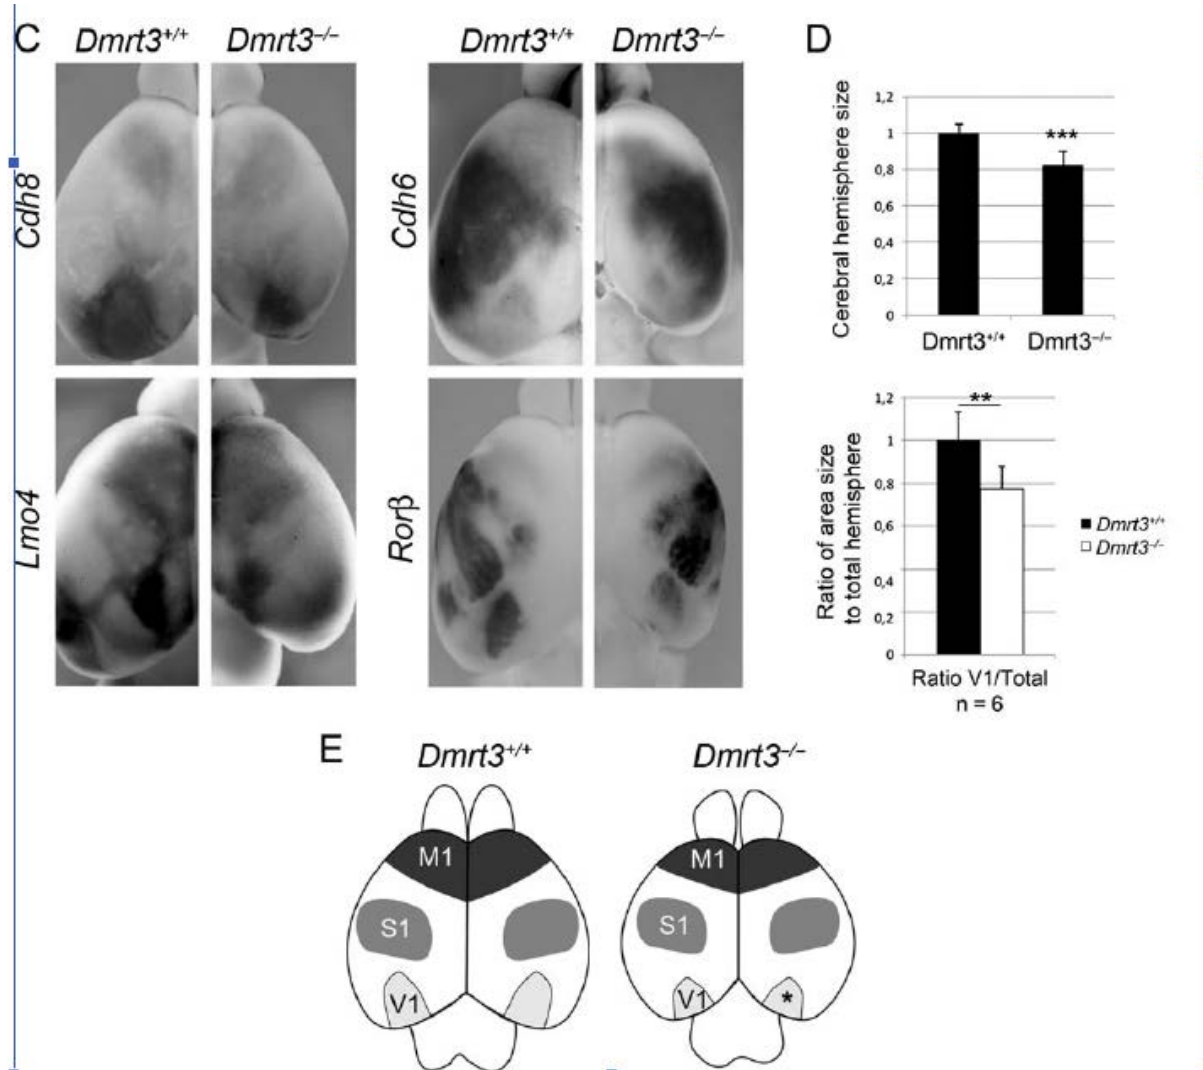 C
Dmrt3+/+ Dmrt3–/–
Dmrt3+/+ Dmrt3–/–
Cdh8
Cdh6
Lmo4
Rorβ
D
Cerebral hemisphere size
1,2
1
0,8
0,6
0,4
0,2
0
***
Dmrt3+/+ Dmrt3–/–
Ratio of area size
to total hemisphere
1,2
1
0,8
0,6
0,4
0,2
0
**
Dmrt3+/+
Dmrt3–/–
Ratio V1/Total
n = 6
E
Dmrt3+/+ Dmrt3–/–
M1
S1
V1
M1
S1
V1
*